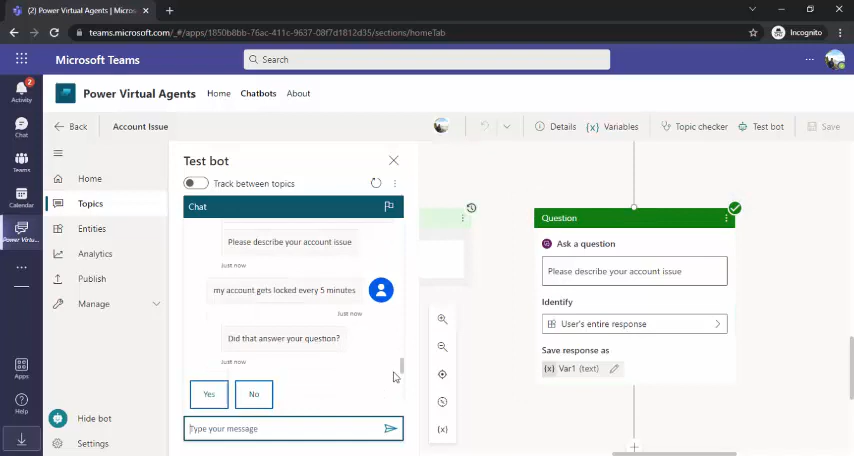 (2) Power Virtual Agents | Micros
teams.microsoft.com/_#/apps/1850b8bb-76ac-411c-9637-08f7d1812d35/sections/homeTab
Incognito
Microsoft Teams
Search
2
Activity
Chat
Teams
Calendar
Power Virtu...
Apps
Help
Power Virtual Agents
Home
Chatbots
About
Back
Account Issue
Details
{x} Variables
Topic checker
Test bot
Save
Home
Topics
Entities
Analytics
Publish
Manage
Hide bot
Settings
Test bot
Track between topics
Chat
Please describe your account issue
Just now
my account gets locked every 5 minutes
Just now
Did that answer your question?
Just now
Yes
No
Type your message
{x}
Question
Ask a question
Please describe your account issue
Identify
User's entire response
Save response as
{x} Var1 (text)